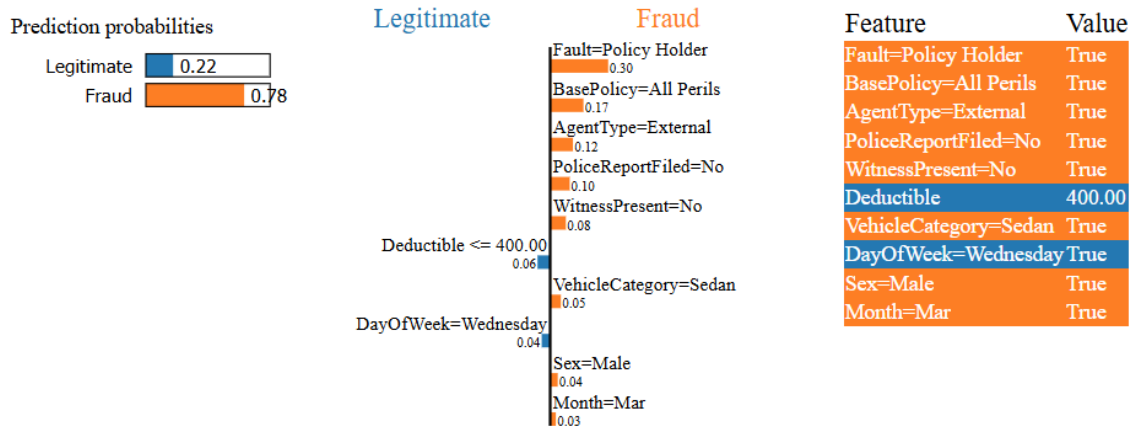 Prediction probabilities
Legitimate 0.22
Fraud 0.78
Legitimate Fraud
Fault=Policy Holder
0.30
BasePolicy=All Perils
0.17
AgentType=External
0.12
PoliceReportFiled=No
0.10
WitnessPresent=No
0.08
Deductible <= 400.00
0.06
VehicleCategory=Sedan
0.05
DayOfWeek=Wednesday
0.04
Sex=Male
0.04
Month=Mar
0.03
Feature Value
Fault=Policy Holder True
BasePolicy=All Perils True
AgentType=External True
PoliceReportFiled=No True
WitnessPresent=No True
Deductible 400.00
VehicleCategory=Sedan True
DayOfWeek=Wednesday True
Sex=Male True
Month=Mar True